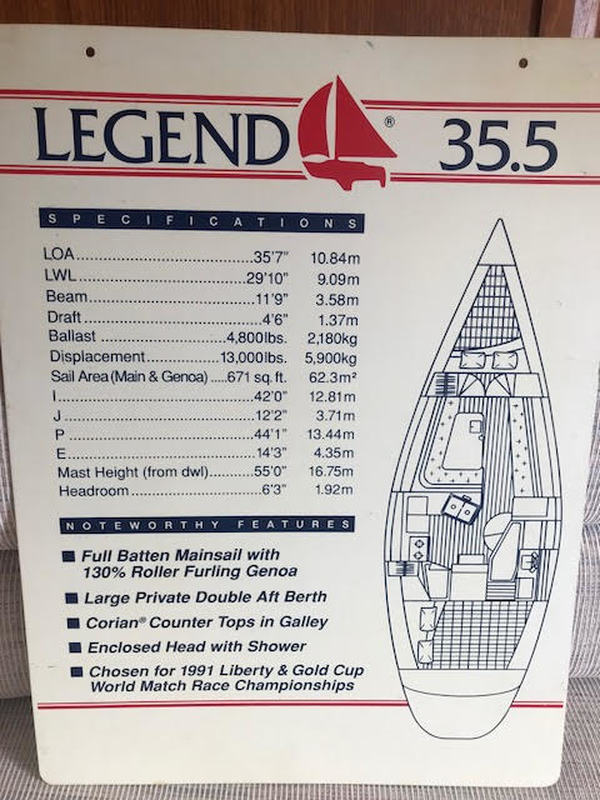 LEGEND® 35.5
SPECIFICATIONS
LOA..............................35'7" 10.84m
LWL.............................29'10" 9.09m
Beam............................11'9" 3.58m
Draft..............................4'6" 1.37m
Ballast ......................4,800lbs. 2,180kg
Displacement..............13,000lbs. 5,900kg
Sail Area (Main & Genoa) .....671 sq. ft. 62.3m²
I...................................42'0" 12.81m
J ..................................12'2" 3.71m
P ..................................44'1" 13.44m
E...................................14'3" 4.35m
Mast Height (from dwl)............55'0" 16.75m
Headroom ..........................6'3" 1.92m
NOTEWORTHY FEATURES
■ Full Batten Mainsail with
130% Roller Furling Genoa
■ Large Private Double Aft Berth
■ Corian® Counter Tops in Galley
■ Enclosed Head with Shower
■ Chosen for 1991 Liberty & Gold Cup
World Match Race Championships